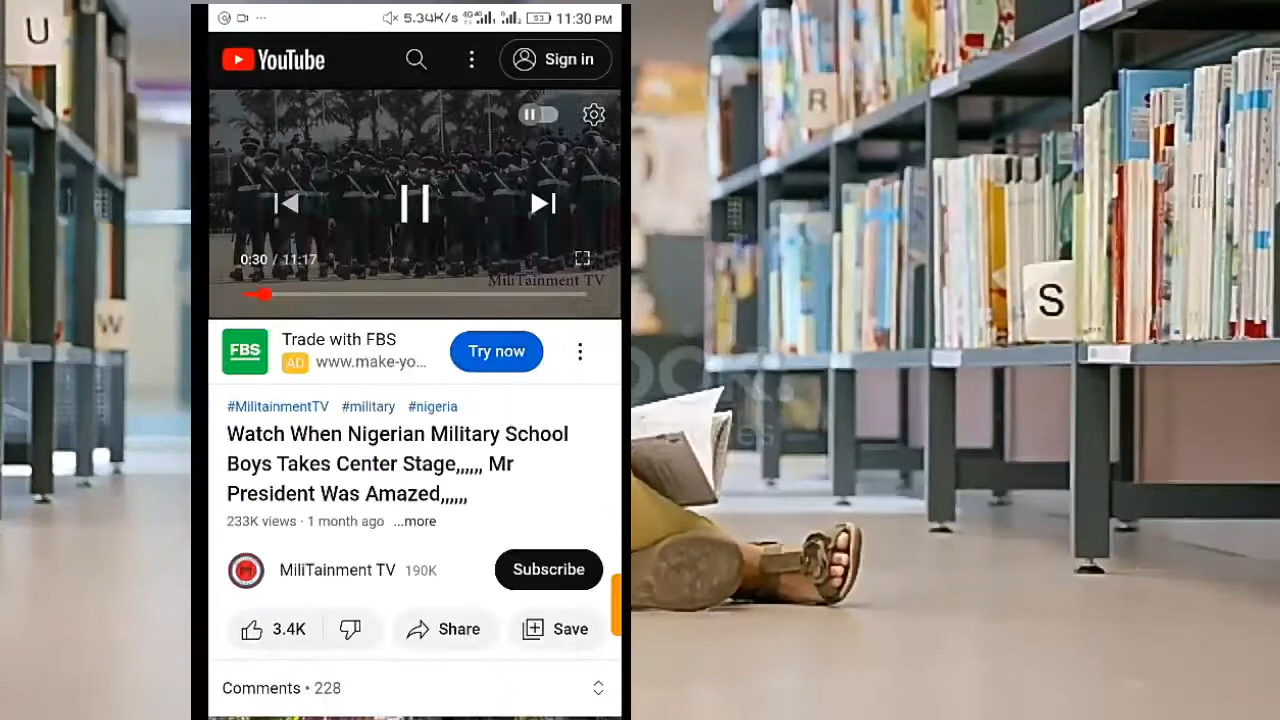 U
R
W
S
5.34K/s 53 11:30 PM
YouTube
Sign in
0:30 / 11:17
MiliTainment TV
FBS
Trade with FBS
AD www.make-yo...
Try now
#MilitainmentTV #military #nigeria
Watch When Nigerian Military School
Boys Takes Center Stage,,,,,, Mr
President Was Amazed,,,,,,
233K views · 1 month ago ...more
MiliTainment TV 190K
Subscribe
3.4K
Share
Save
Comments • 228